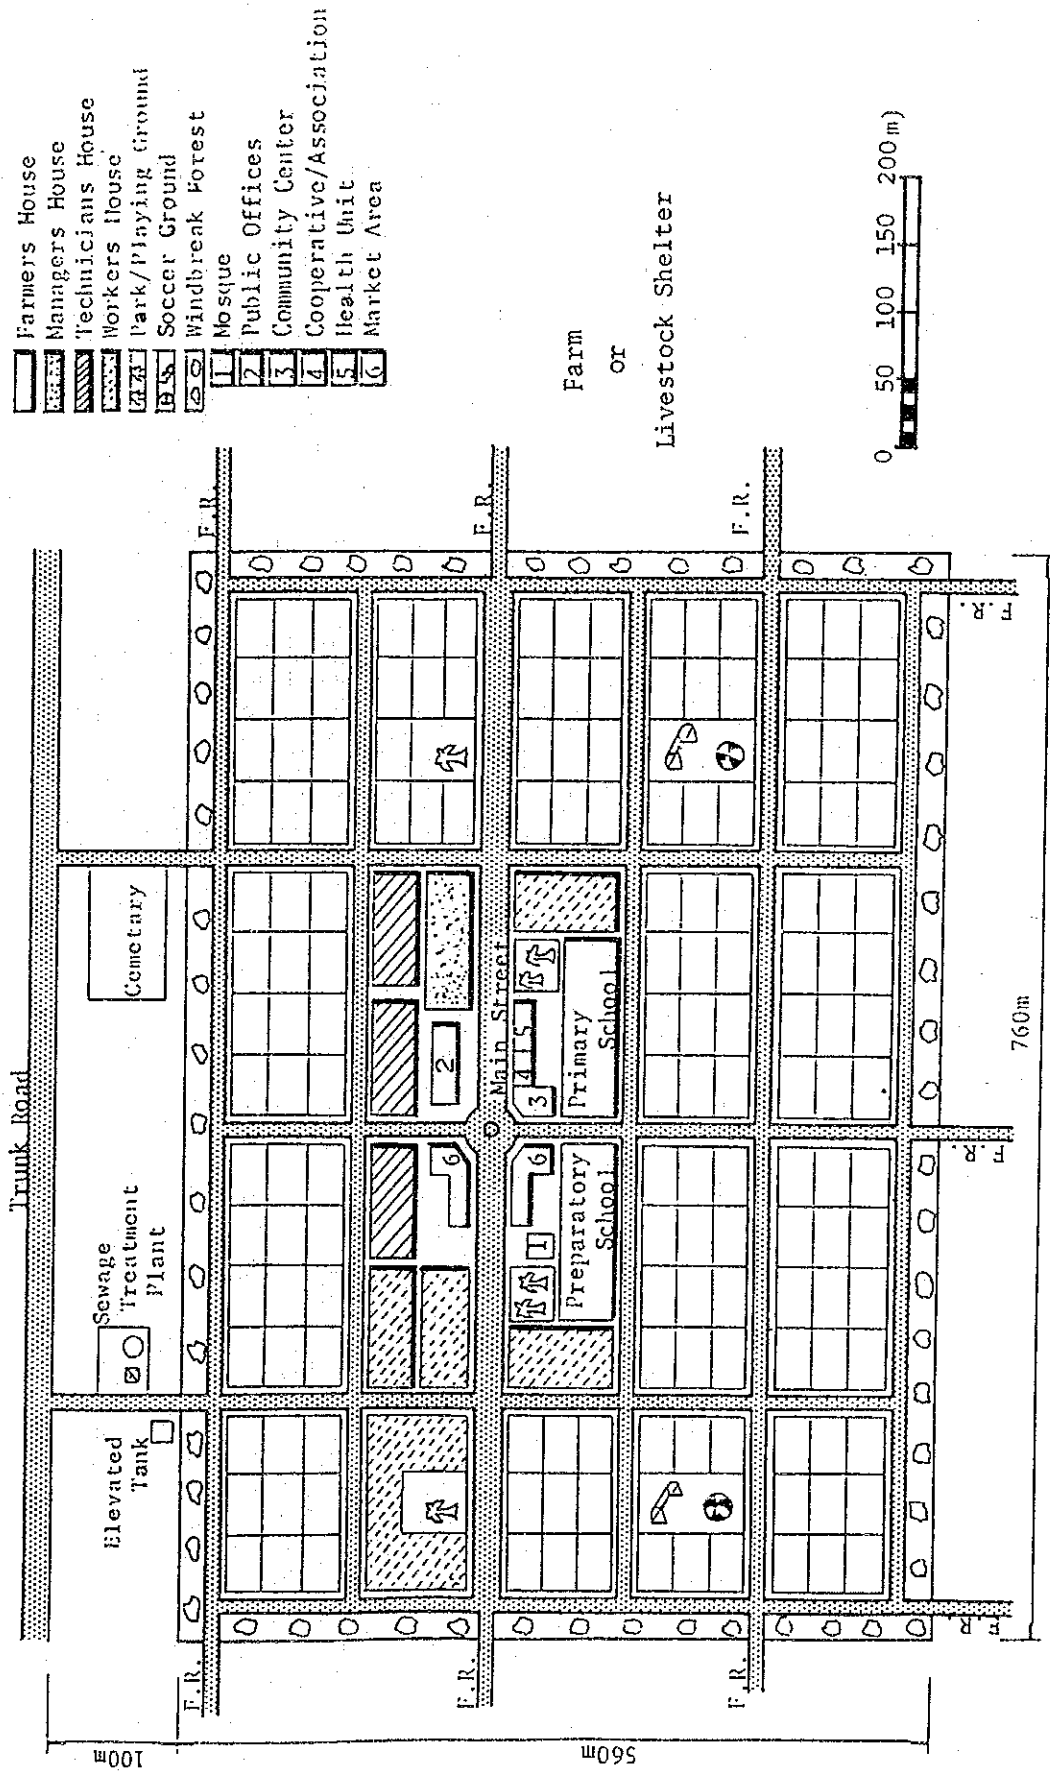 Farmers House
Managers House
Technicians House
Workers House
Park/Playing Ground
Soccer Ground
Windbreak Forest
1 Mosque
2 Public Offices
3 Community Center
4 Cooperative/Association
5 Health Unit
6 Market Area
Trunk Road
Elevated
Tank
Sewage
Treatment
Plant
Cemetary
100m
F.R.
F.R.
6
2
F.R.
Main Street
F.R.
1
6
3
4
5
Preparatory
School
Primary
School
560m
F.R.
F.R.
F.R.
F.R.
F.R.
760m
Farm
or
Livestock Shelter
0 50 100 150 200m)